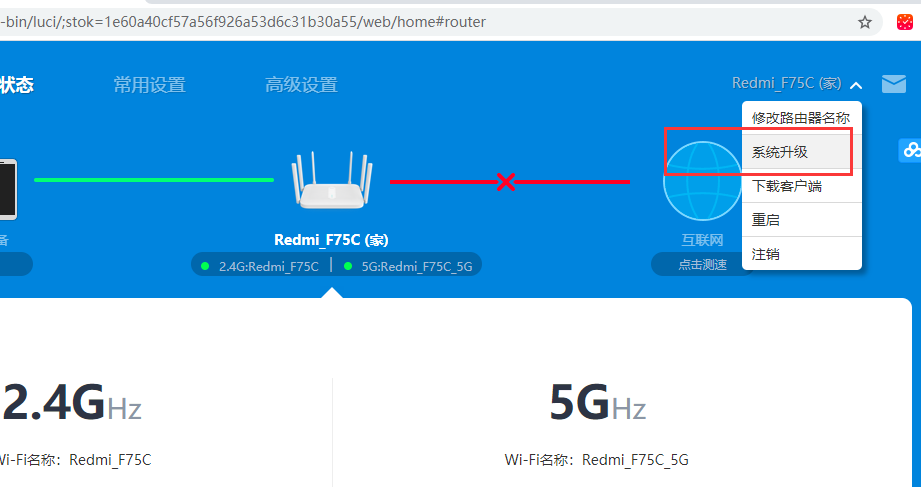 -bin/luci/;stok=1e60a40cf57a56f926a53d6c31b30a55/web/home#router
状态 常用设置 高级设置 Redmi_F75C (家)
修改路由器名称
系统升级
下载客户端
重启
注销
备 Redmi_F75C (家) 互联网
2.4G:Redmi_F75C 5G:Redmi_F75C_5G 点击测速
2.4GHz 5GHz
Wi-Fi名称：Redmi_F75C Wi-Fi名称：Redmi_F75C_5G